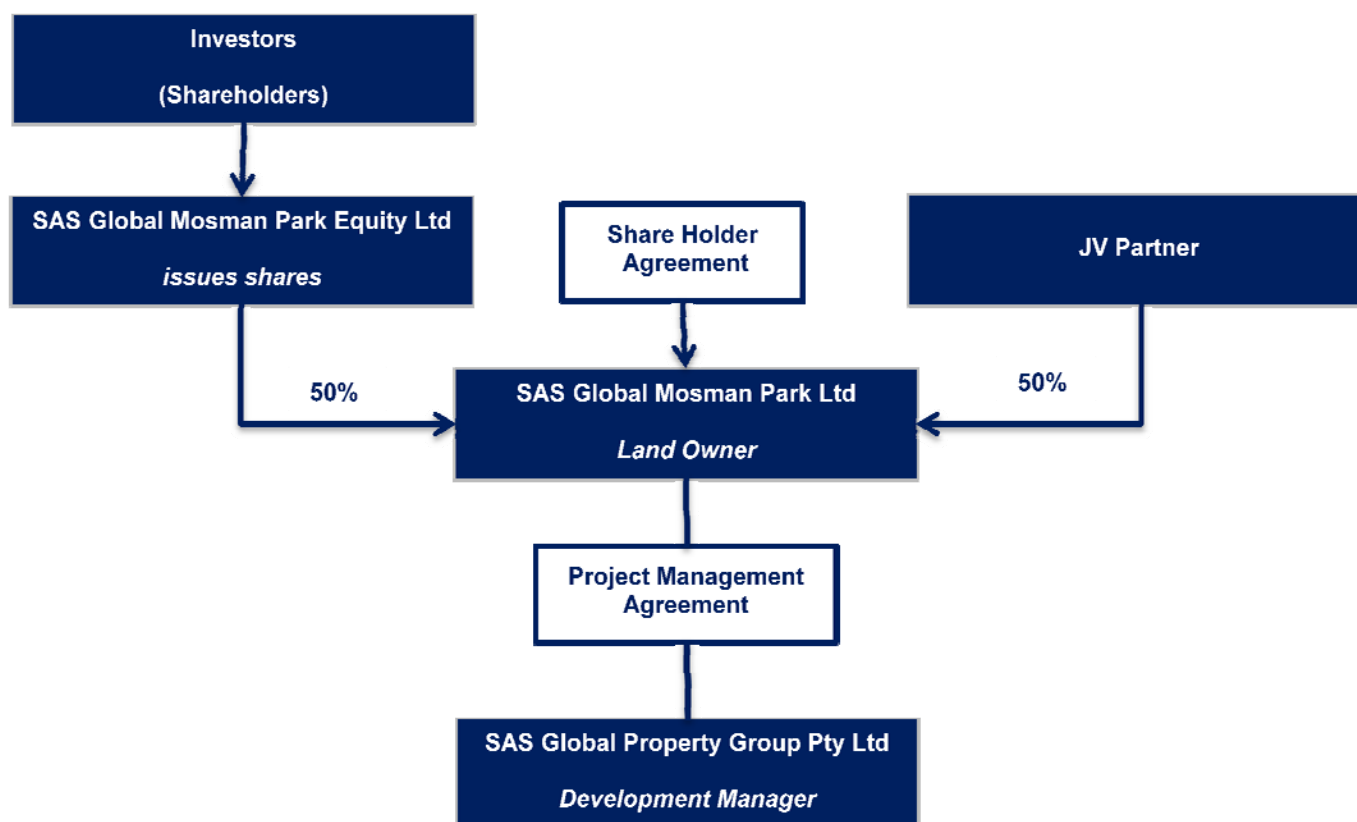 Investors
(Shareholders)
SAS Global Mosman Park Equity Ltd
issues shares
Share Holder
Agreement
JV Partner
50%
50%
SAS Global Mosman Park Ltd
Land Owner
Project Management
Agreement
SAS Global Property Group Pty Ltd
Development Manager